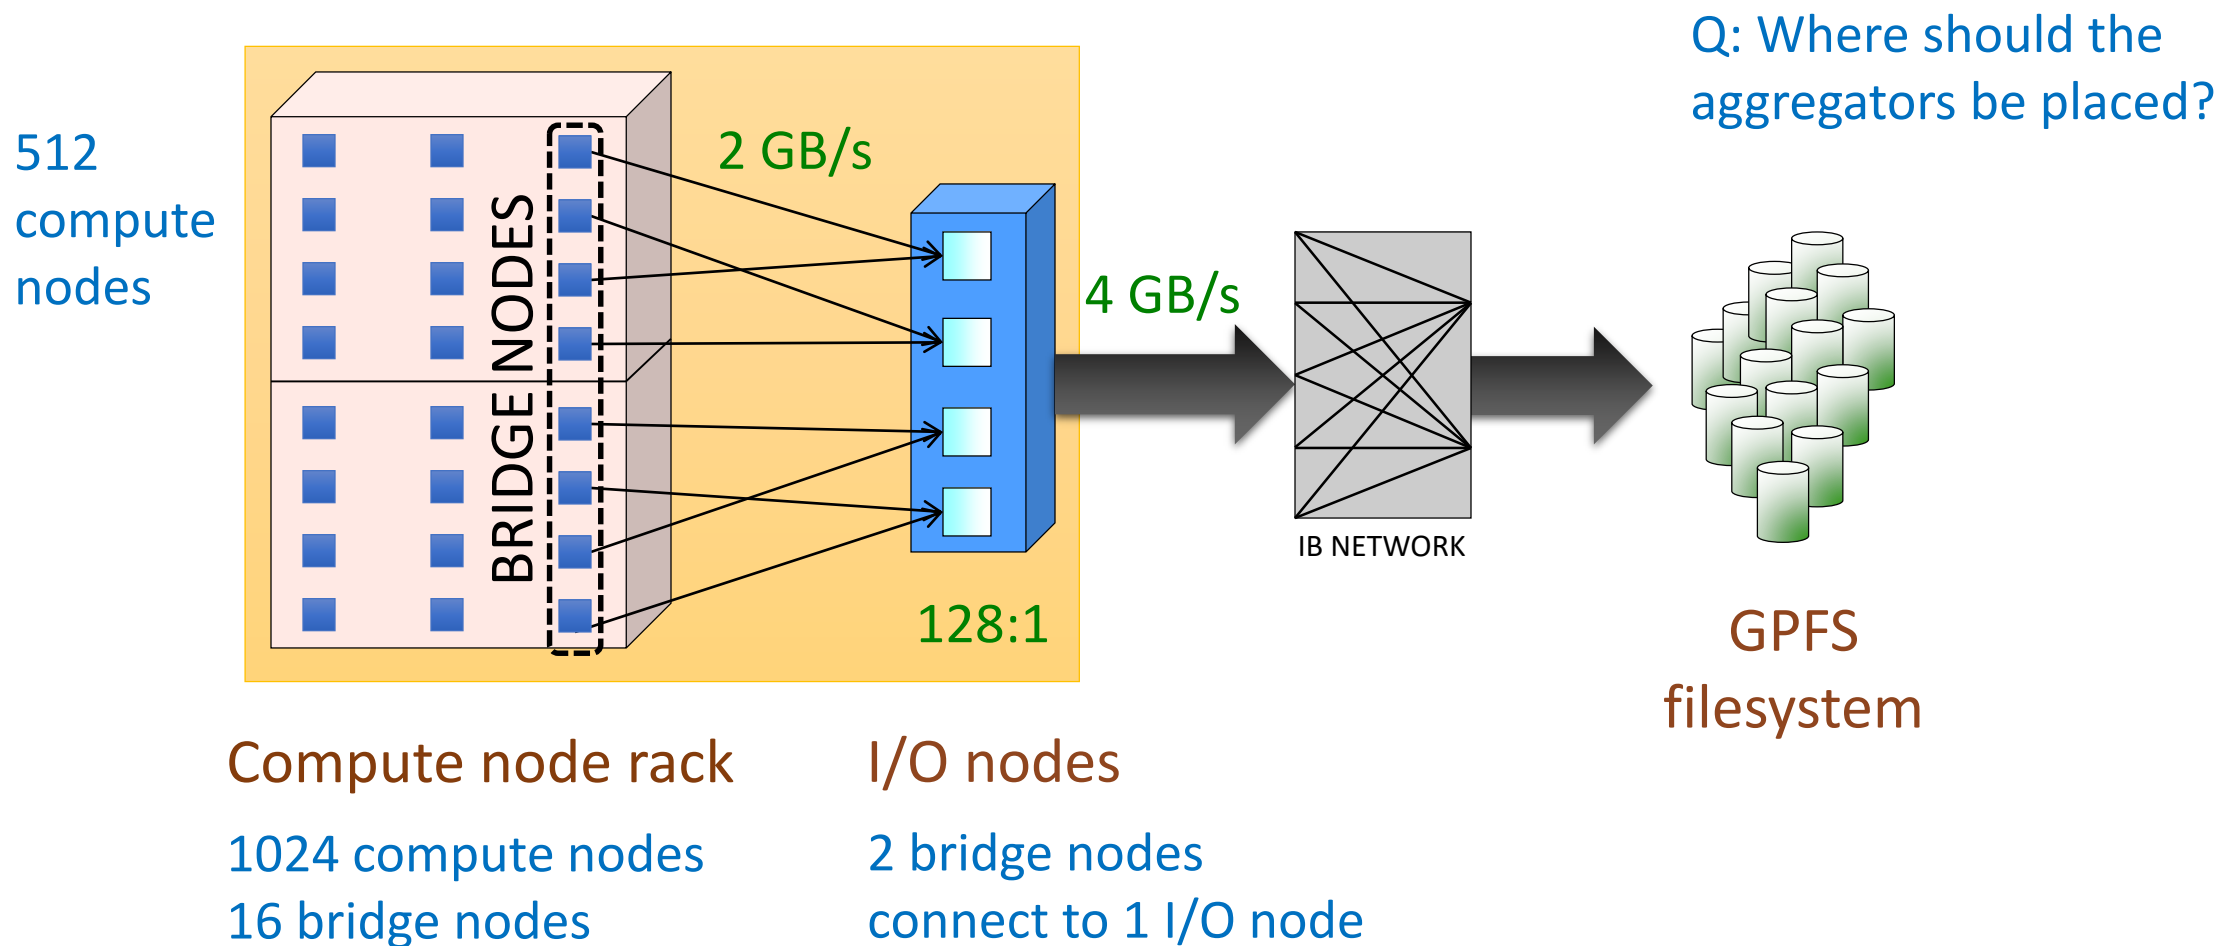 Q: Where should the
aggregators be placed?
512
compute
nodes
BRIDGE NODES
2 GB/s
4 GB/s
128:1
IB NETWORK
GPFS
filesystem
Compute node rack
1024 compute nodes
16 bridge nodes
I/O nodes
2 bridge nodes
connect to 1 I/O node